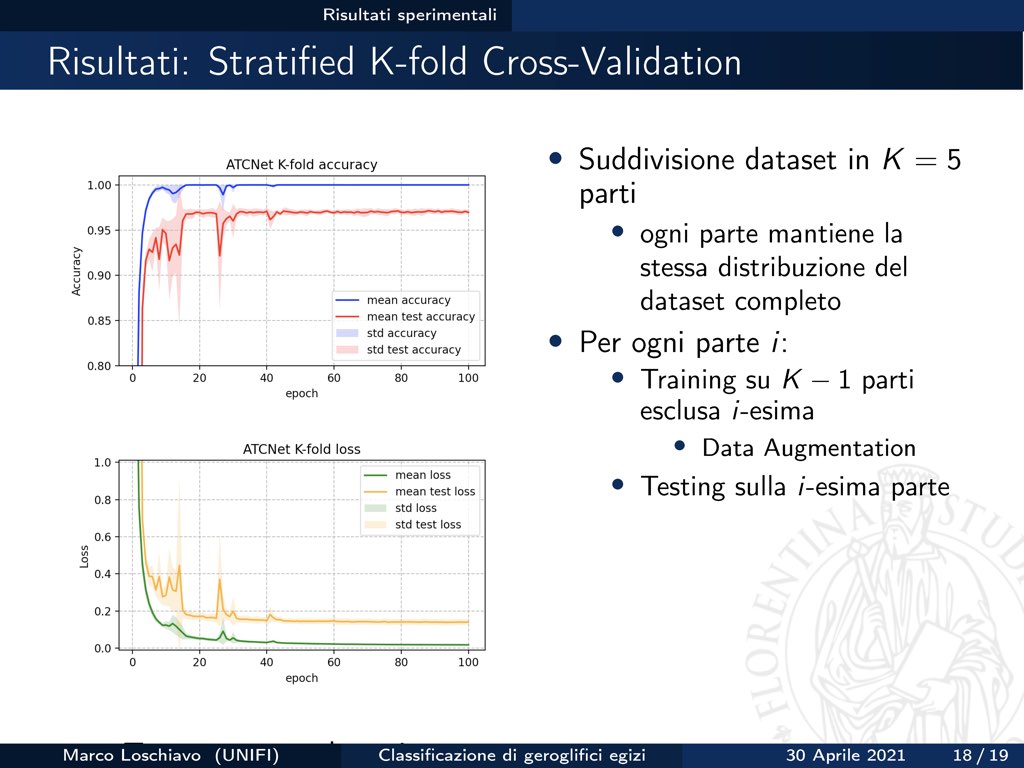 Risultati sperimentali
Risultati: Stratified K-fold Cross-Validation
ATCNet K-fold accuracy
1.00
0.95
0.90
0.85
0.80
Accuracy
mean accuracy
mean test accuracy
std accuracy
std test accuracy
0 20 40 60 80 100
epoch
ATCNet K-fold loss
1.0
0.8
0.6
0.4
0.2
0.0
Loss
mean loss
mean test loss
std loss
std test loss
0 20 40 60 80 100
epoch
• Suddivisione dataset in K = 5
parti
• ogni parte mantiene la
stessa distribuzione del
dataset completo
• Per ogni parte i:
• Training su K − 1 parti
esclusa i-esima
• Data Augmentation
• Testing sulla i-esima parte
FLORENTINA STUD
Marco Loschiavo (UNIFI) Classificazione di geroglifici egizi 30 Aprile 2021 18 / 19